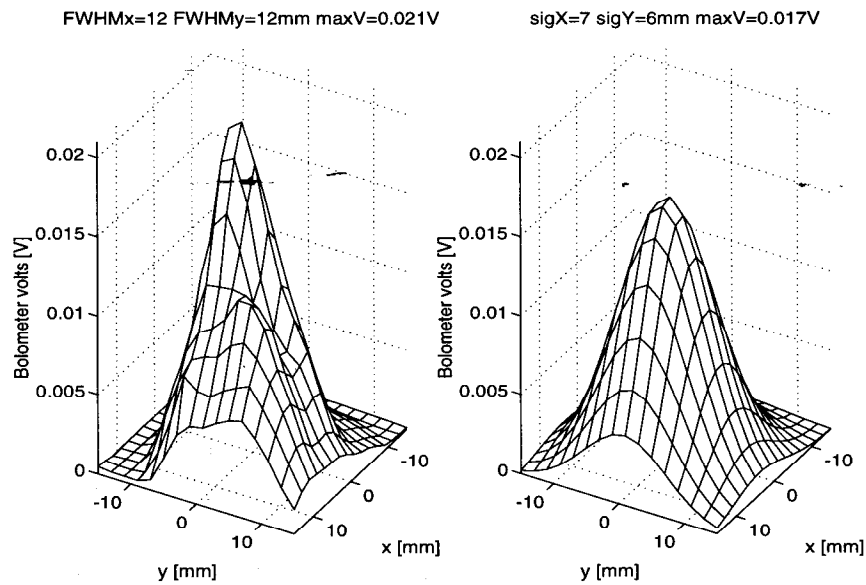 FWHMx=12 FWHMy=12mm maxV=0.021V
0.02
0.015
0.01
0.005
0
Bolometer volts [V]
-10
0
10
y [mm]
-10
0
10
x [mm]
sigX=7 sigY=6mm maxV=0.017V
0.02
0.015
0.01
0.005
0
Bolometer volts [V]
-10
0
10
y [mm]
-10
0
10
x [mm]